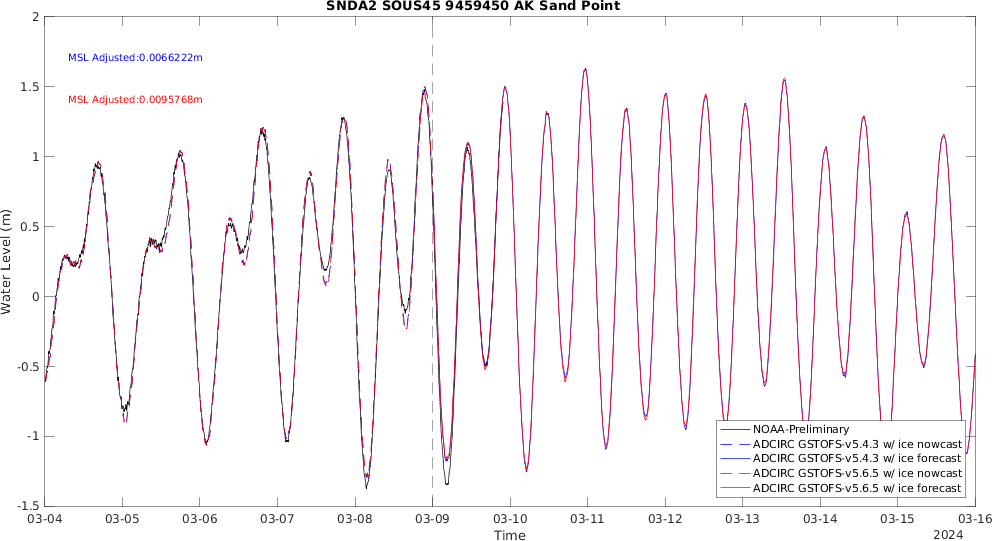 SNDA2 SOUS45 9459450 AK Sand Point
MSL Adjusted:0.0066222m
MSL Adjusted:0.0095768m
Water Level (m)
2
1.5
1
0.5
0
-0.5
-1
-1.5
NOAA-Preliminary
ADCIRC GSTOFS-v5.4.3 w/ ice nowcast
ADCIRC GSTOFS-v5.4.3 w/ ice forecast
ADCIRC GSTOFS-v5.6.5 w/ ice nowcast
ADCIRC GSTOFS-v5.6.5 w/ ice forecast
03-04 03-05 03-06 03-07 03-08 03-09 03-10 03-11 03-12 03-13 03-14 03-15 03-16
Time
2024